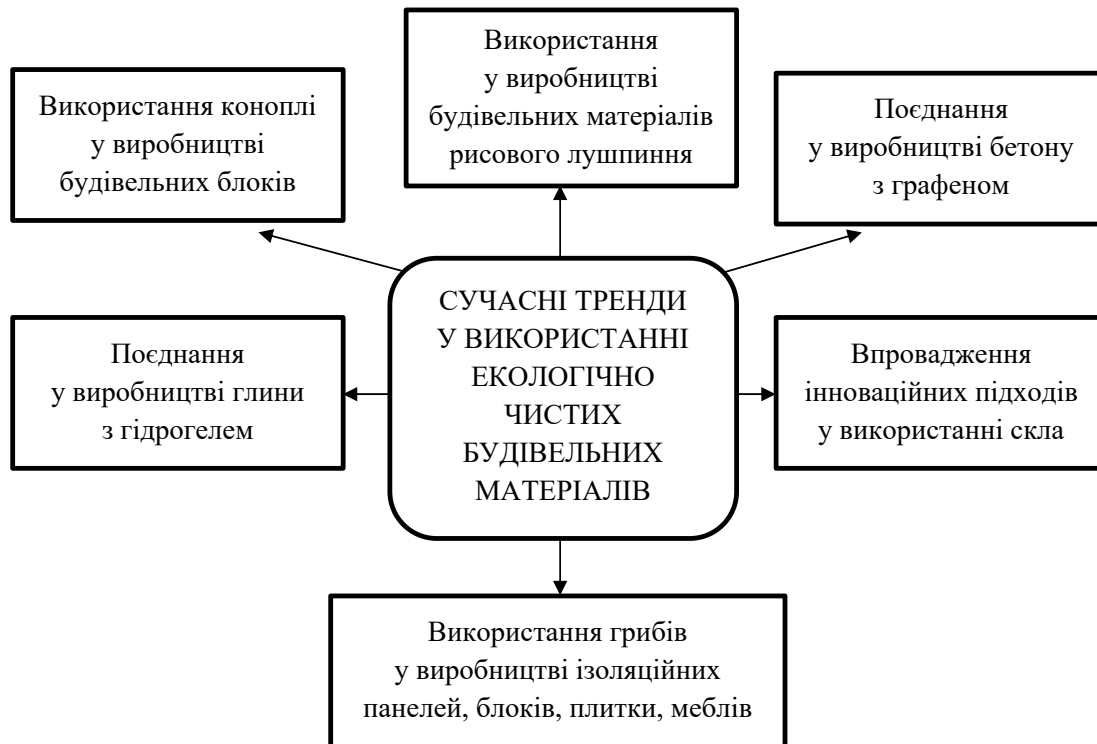 Використання
у виробництві
будівельних матеріалів
рисового лушпиння
Використання коноплі
у виробництві
будівельних блоків
Поєднання
у виробництві бетону
з графеном
СУЧАСНІ ТРЕНДИ
У ВИКОРИСТАННІ
ЕКОЛОГІЧНО
ЧИСТИХ
БУДІВЕЛЬНИХ
МАТЕРІАЛІВ
Поєднання
у виробництві глини
з гідрогелем
Впровадження
інноваційних підходів
у використанні скла
Використання грибів
у виробництві ізоляційних
панелей, блоків, плитки, меблів